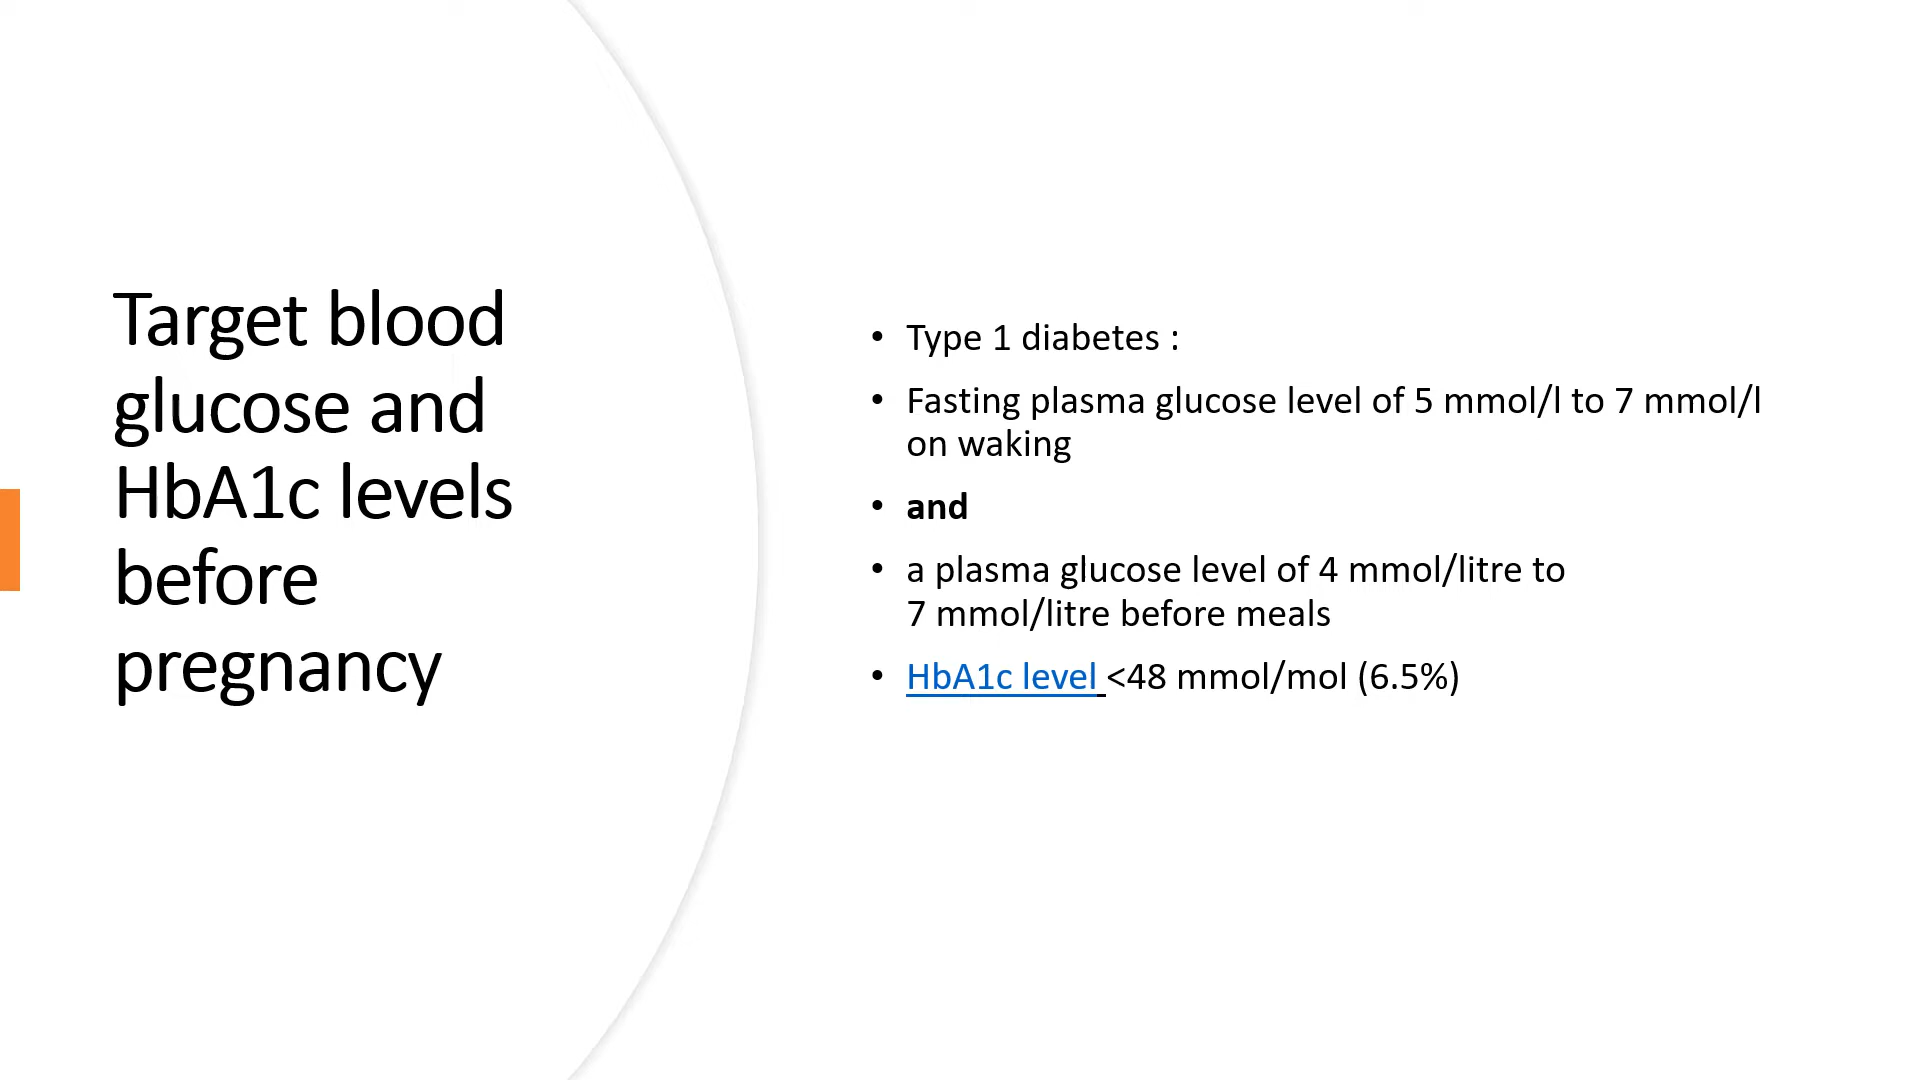 Target blood
glucose and
HbA1c levels
before
pregnancy
• Type 1 diabetes :
• Fasting plasma glucose level of 5 mmol/l to 7 mmol/l
on waking
• and
• a plasma glucose level of 4 mmol/litre to
7 mmol/litre before meals
• HbA1c level <48 mmol/mol (6.5%)